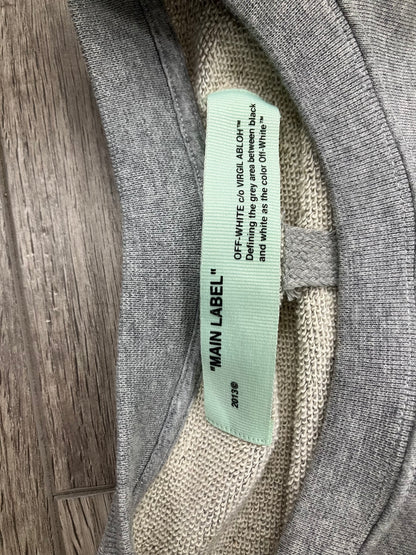 "MAIN LABEL"
2013©
OFF-WHITE c/o VIRGIL ABLOH™
Defining the grey area between black
and white as the color Off-White™